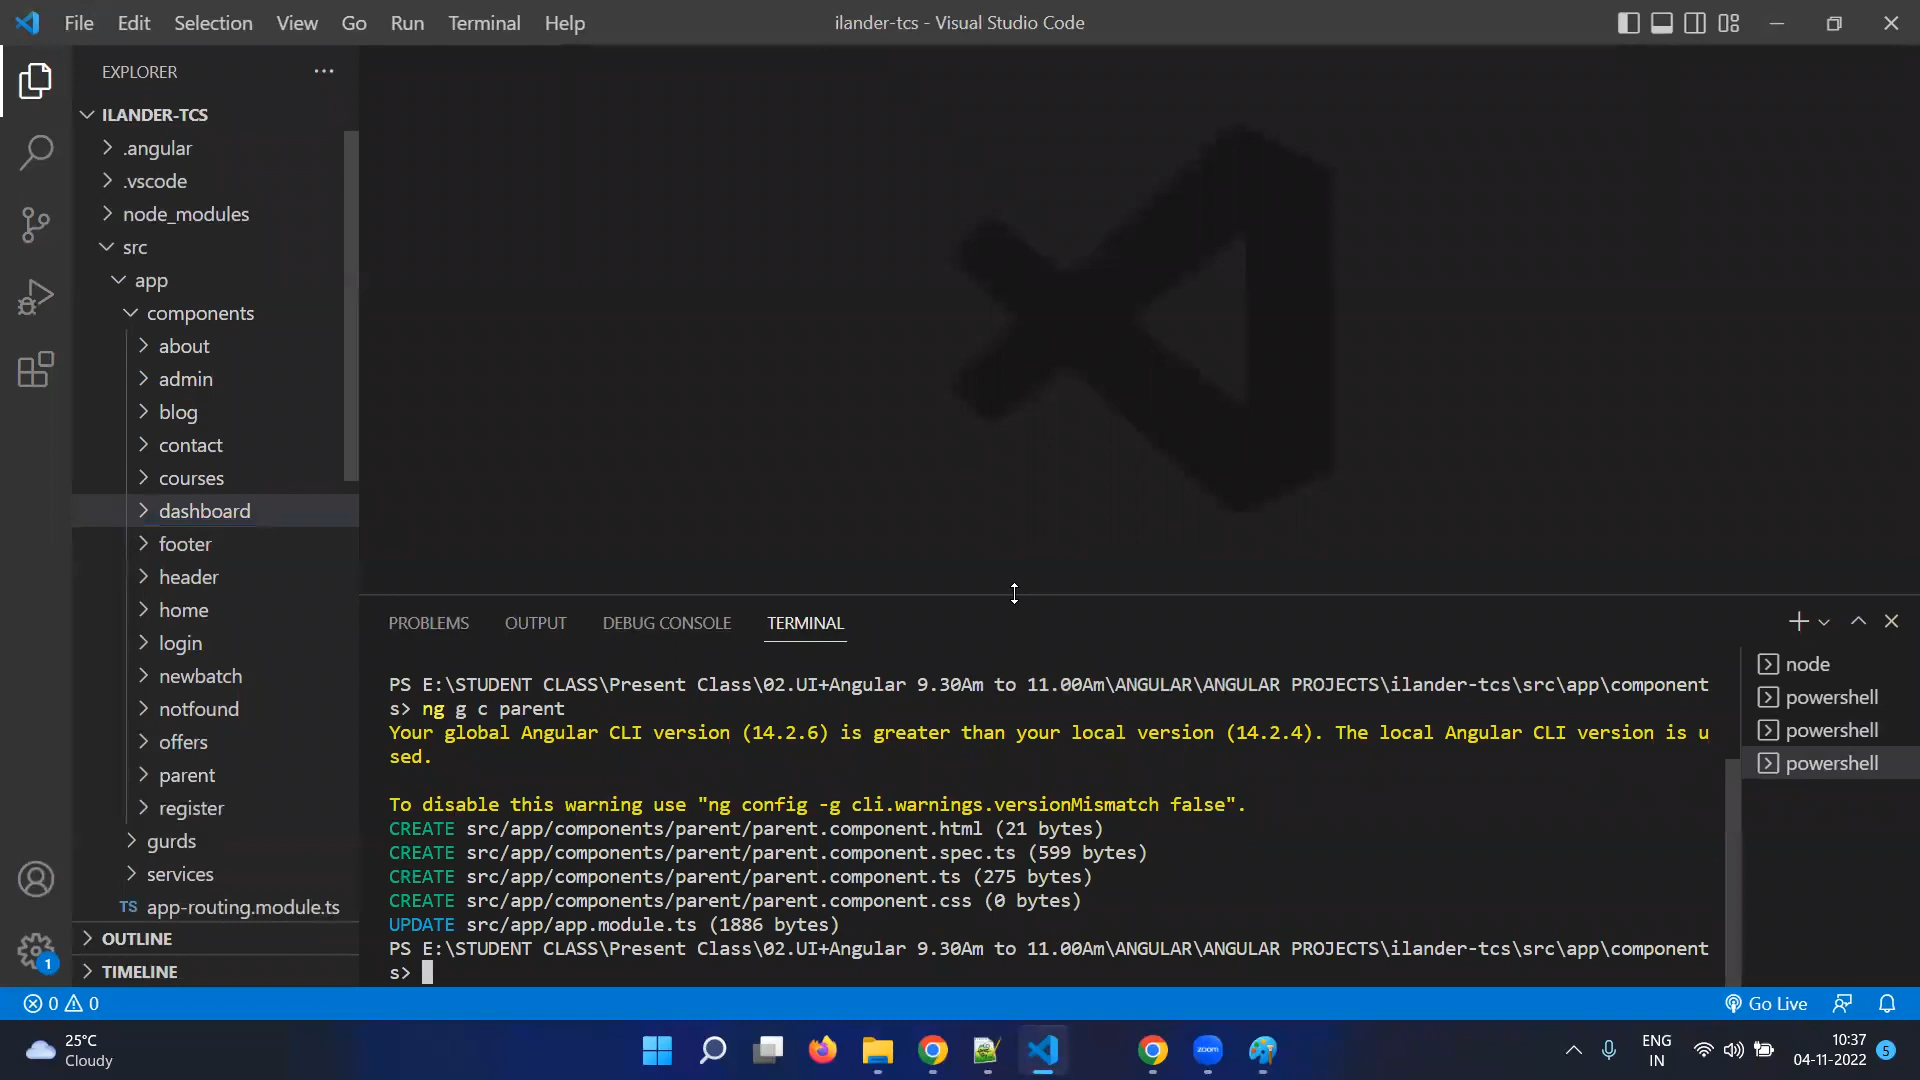 File Edit Selection View Go Run Terminal Help
ilander-tcs - Visual Studio Code
EXPLORER
ILANDER-TCS
.angular
.vscode
node_modules
src
app
components
about
admin
blog
contact
courses
dashboard
footer
header
home
login
newbatch
notfound
offers
parent
register
gurds
services
TS app-routing.module.ts
OUTLINE
TIMELINE
PROBLEMS OUTPUT DEBUG CONSOLE TERMINAL
PS E:\STUDENT CLASS\Present Class\02.UI+Angular 9.30Am to 11.00Am\ANGULAR\ANGULAR PROJECTS\ilander-tcs\src\app\component
s> ng g c parent
Your global Angular CLI version (14.2.6) is greater than your local version (14.2.4). The local Angular CLI version is u
sed.
To disable this warning use "ng config -g cli.warnings.versionMismatch false".
CREATE src/app/components/parent/parent.component.html (21 bytes)
CREATE src/app/components/parent/parent.component.spec.ts (599 bytes)
CREATE src/app/components/parent/parent.component.ts (275 bytes)
CREATE src/app/components/parent/parent.component.css (0 bytes)
UPDATE src/app/app.module.ts (1886 bytes)
PS E:\STUDENT CLASS\Present Class\02.UI+Angular 9.30Am to 11.00Am\ANGULAR\ANGULAR PROJECTS\ilander-tcs\src\app\component
s>
node
powershell
powershell
powershell
1
0 0
Go Live
25°C
Cloudy
zoom
ENG
IN
10:37
04-11-2022
5